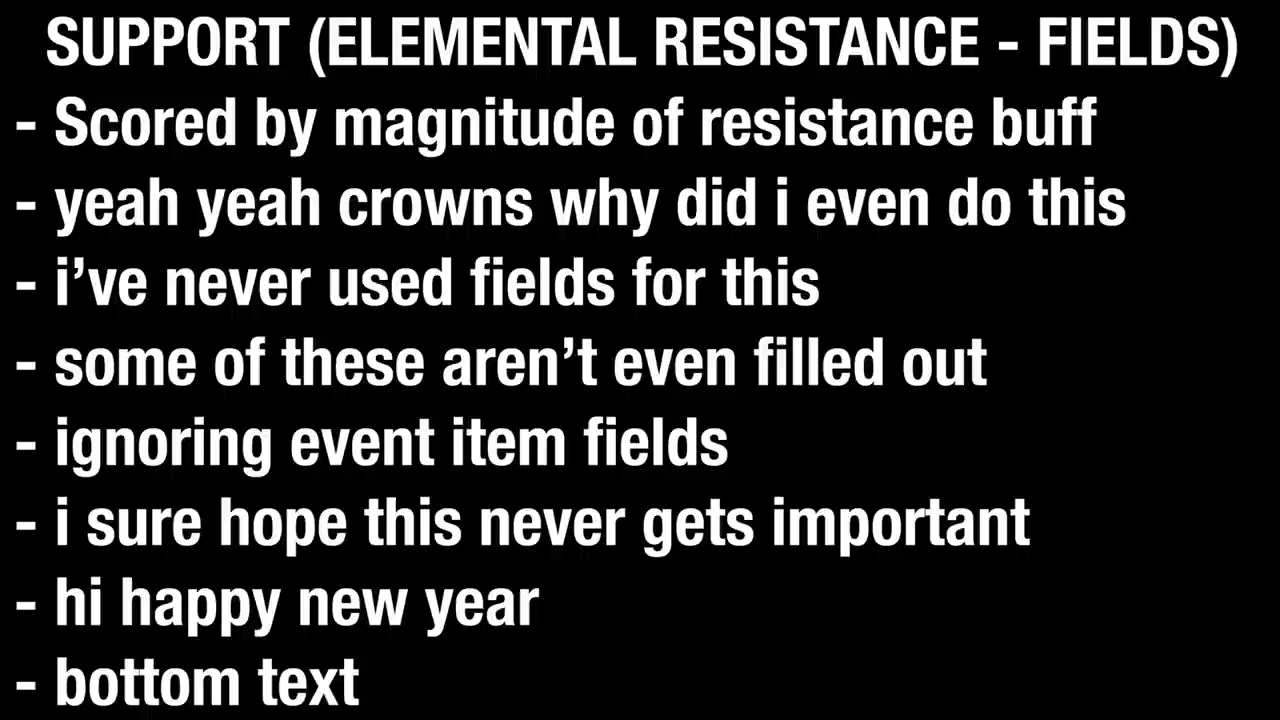 SUPPORT (ELEMENTAL RESISTANCE - FIELDS)
- Scored by magnitude of resistance buff
- yeah yeah crowns why did i even do this
- i’ve never used fields for this
- some of these aren’t even filled out
- ignoring event item fields
- i sure hope this never gets important
- hi happy new year
- bottom text